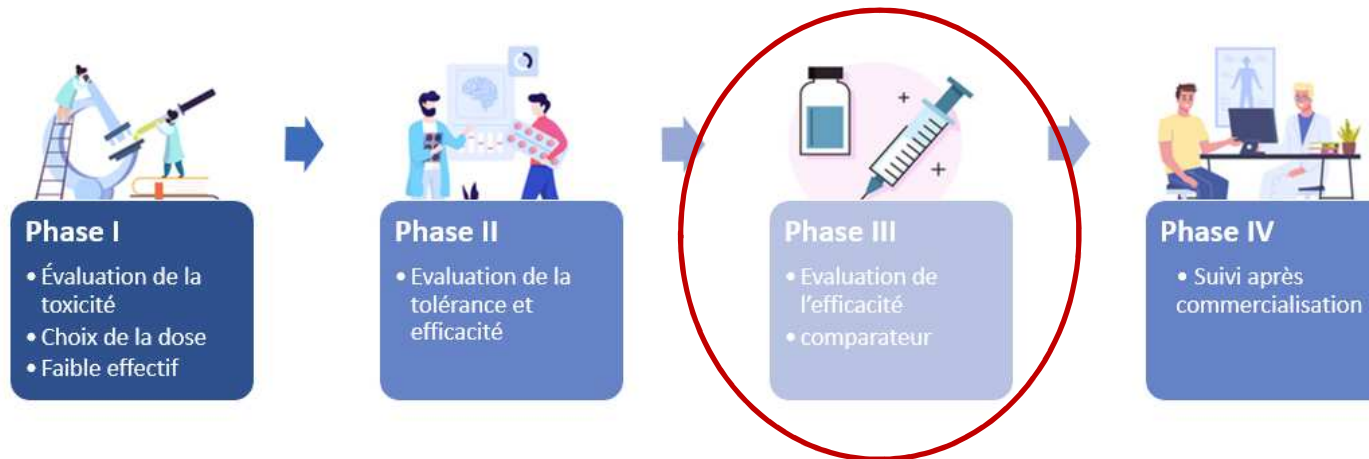 Phase I
• Évaluation de la
toxicité
• Choix de la dose
• Faible effectif
Phase II
• Evaluation de la
tolérance et
efficacité
Phase III
• Evaluation de
l'efficacité
• comparateur
Phase IV
• Suivi après
commercialisation